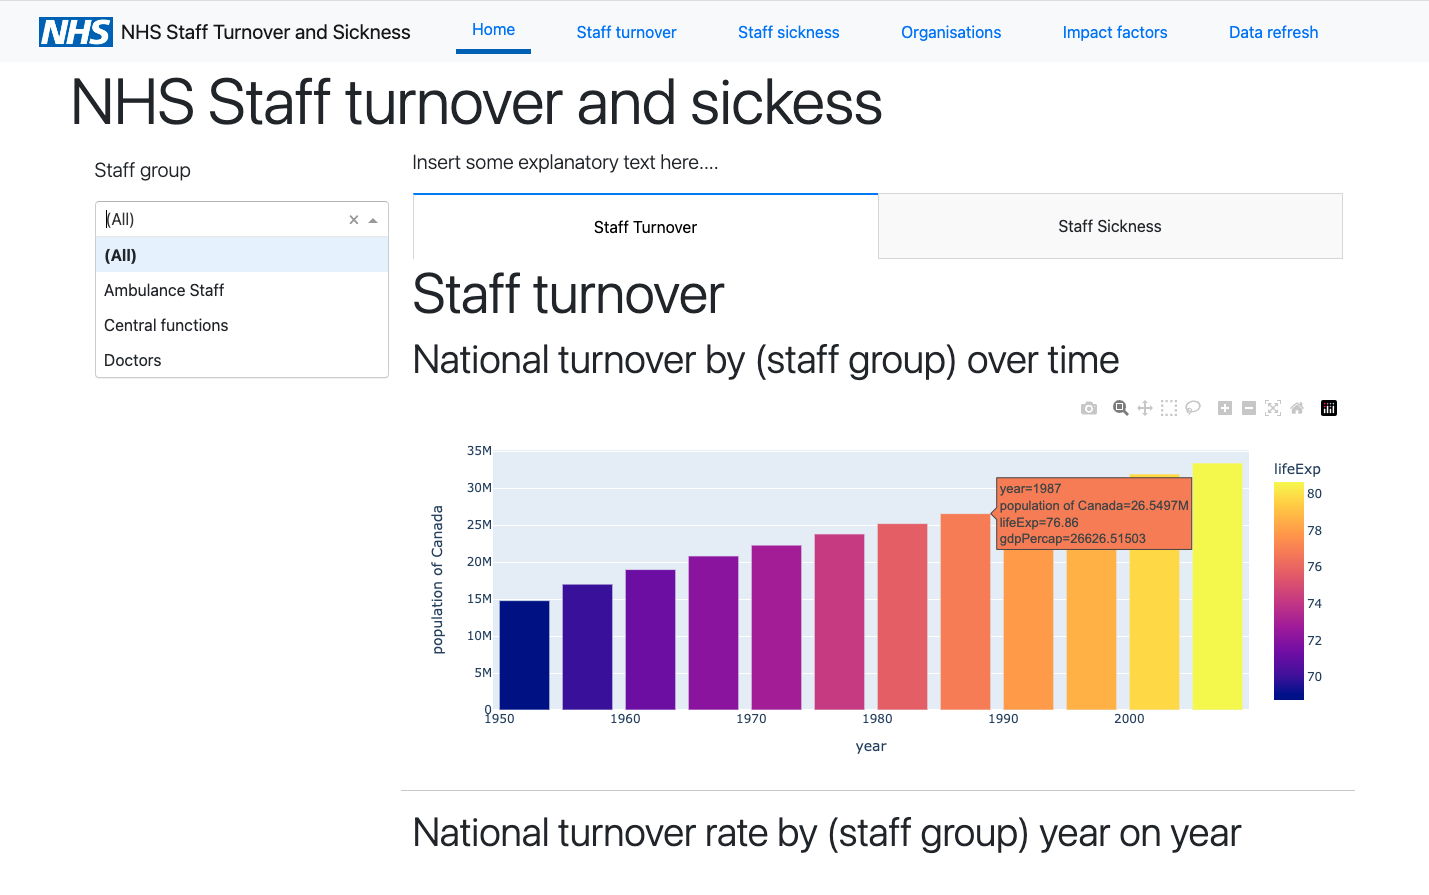 NHS NHS Staff Turnover and Sickness Home Staff turnover Staff sickness Organisations Impact factors Data refresh
NHS Staff turnover and sickess
Staff group
(All)
(All)
Ambulance Staff
Central functions
Doctors
Insert some explanatory text here....
Staff Turnover Staff Sickness
Staff turnover
National turnover by (staff group) over time
35M
30M
25M
20M
15M
10M
5M
0
population of Canada
1950 1960 1970 1980 1990 2000
year
year=1987
population of Canada=26.5497M
lifeExp=76.86
gdpPercap=26626.51503
lifeExp
80
78
76
74
72
70
National turnover rate by (staff group) year on year